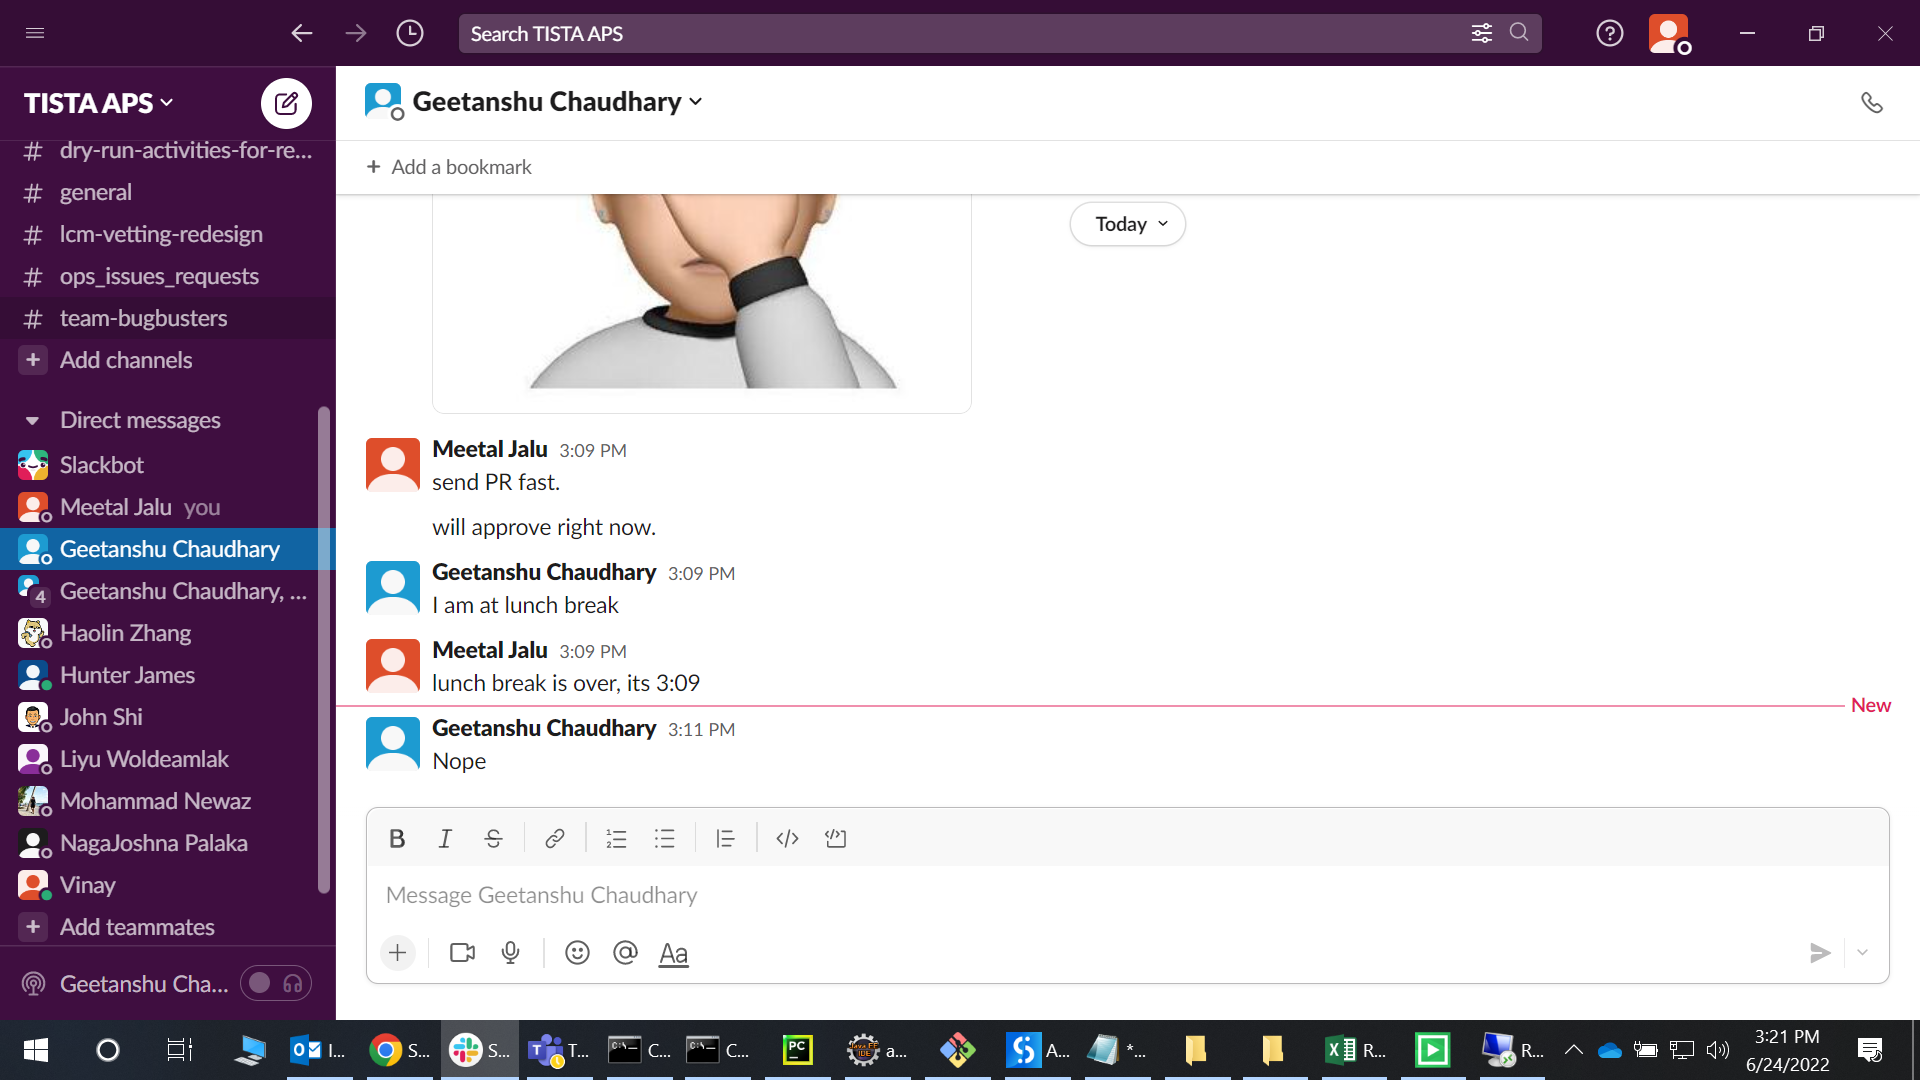 Search TISTA APS
TISTA APS
Geetanshu Chaudhary
Add a bookmark
# dry-run-activities-for-re...
# general
# lcm-vetting-redesign
# ops_issues_requests
# team-bugbusters
+ Add channels
Direct messages
Slackbot
Meetal Jalu you
Geetanshu Chaudhary
4 Geetanshu Chaudhary, ...
Haolin Zhang
Hunter James
John Shi
Liyu Woldeamlak
Mohammad Newaz
NagaJoshna Palaka
Vinay
+ Add teammates
Geetanshu Cha...
Today
Meetal Jalu 3:09 PM
send PR fast.
will approve right now.
Geetanshu Chaudhary 3:09 PM
I am at lunch break
Meetal Jalu 3:09 PM
lunch break is over, its 3:09
New
Geetanshu Chaudhary 3:11 PM
Nope
B I S
Message Geetanshu Chaudhary
@ Aa
I... S... S... T... C... C... PC a... A... *... R... R...
3:21 PM
6/24/2022